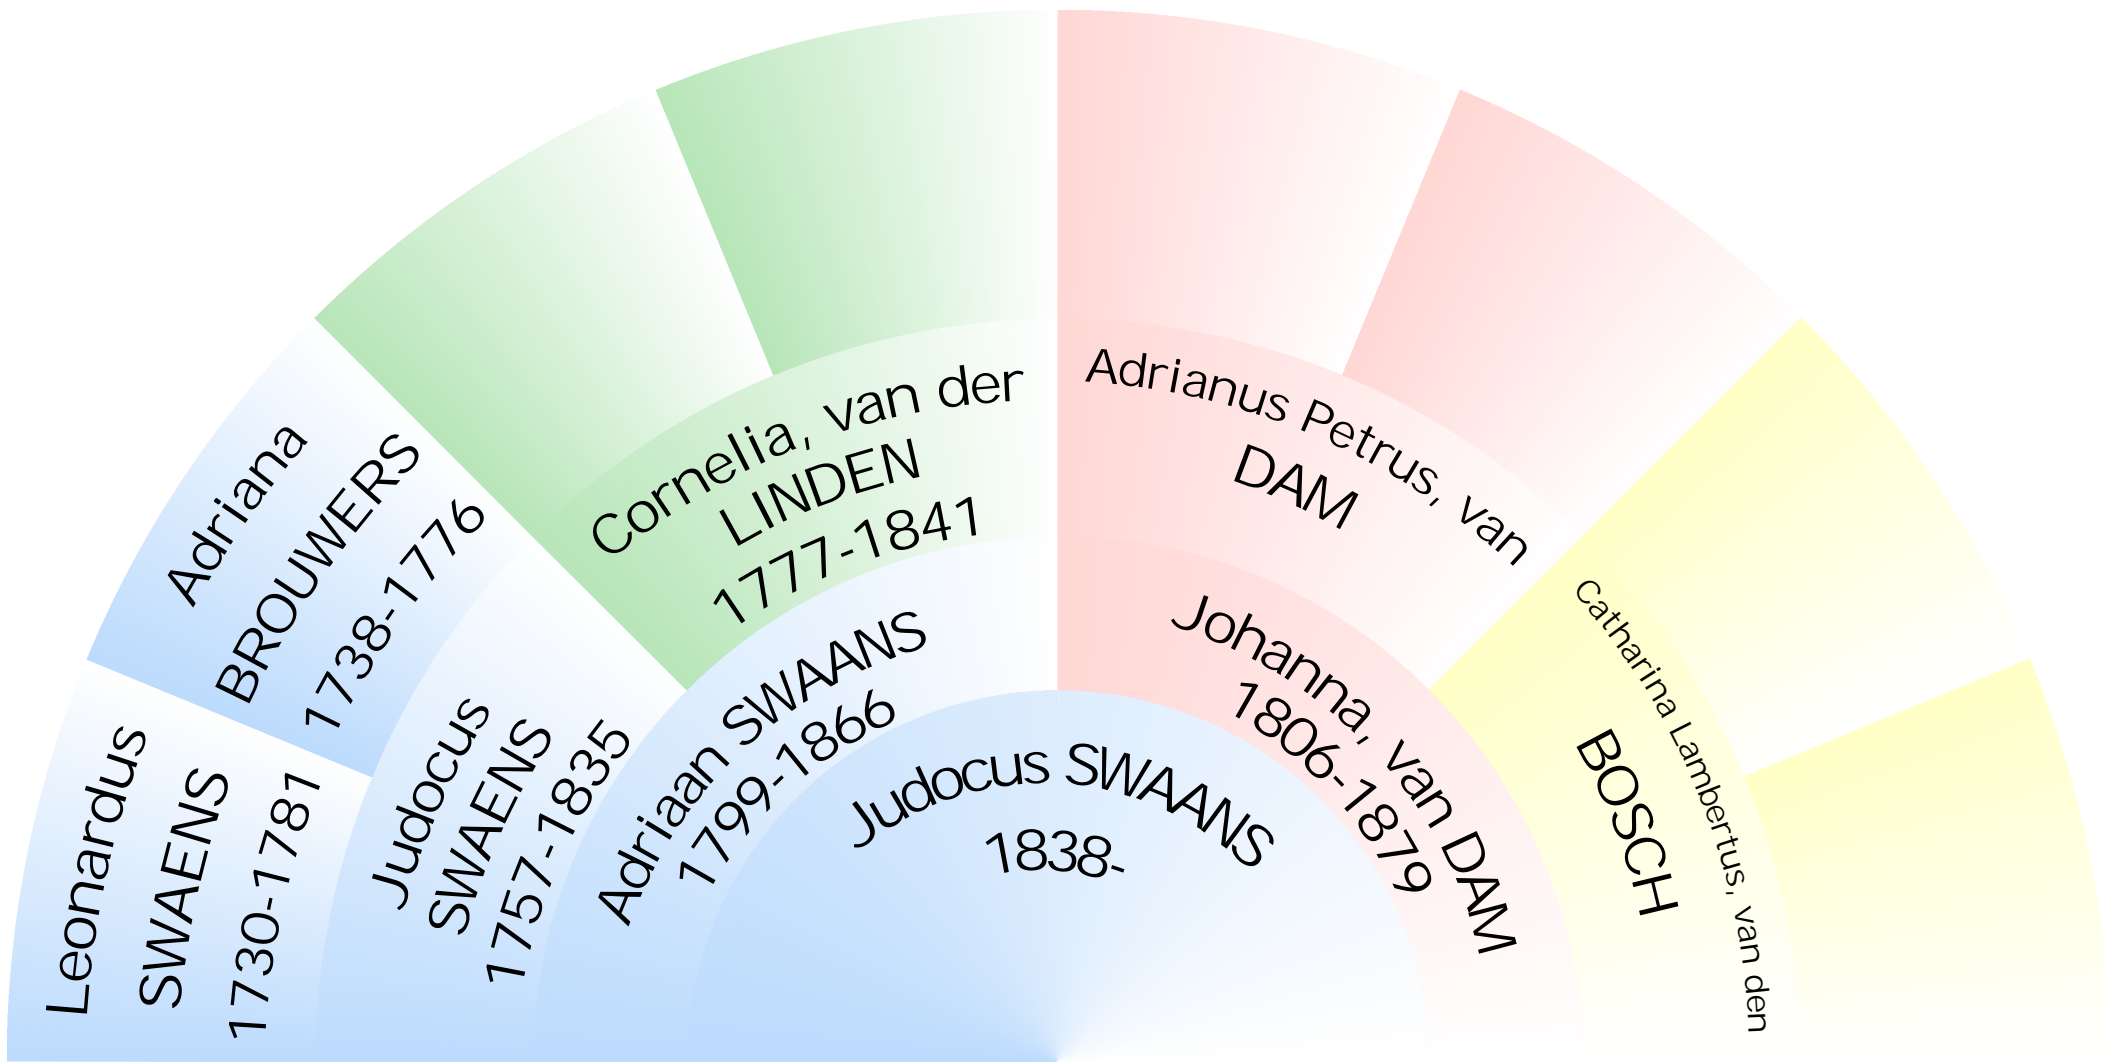 Leonardus
SWAENS
1730-1781
Adriana
BROUWERS
1738-1776
Judocus
SWAENS
1757-1835
Cornelia, van der
LINDEN
1777-1841
Adrianus Petrus, van
DAM
Catharina Lambertus, van den
BOSCH
Adriaan SWAANS
1799-1866
Johanna, van DAM
1806-1879
Judocus SWAANS
1838-